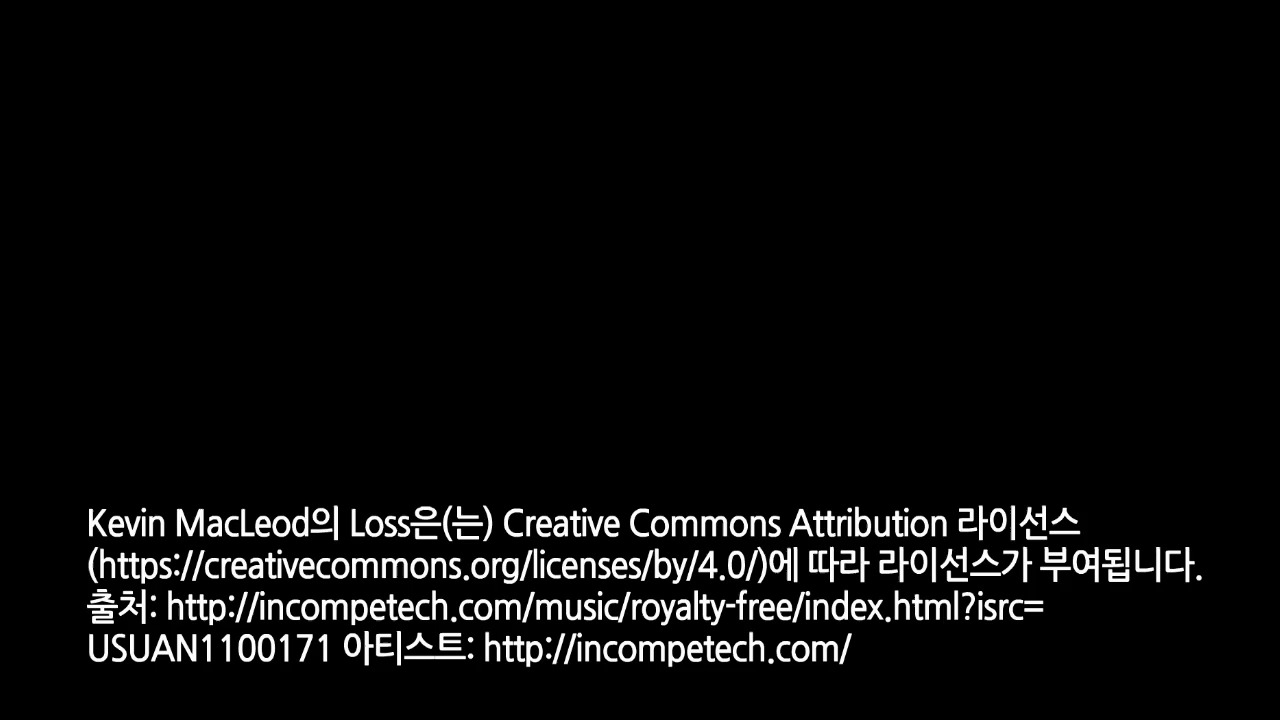 Kevin MacLeod의 Loss은(는) Creative Commons Attribution 라이선스
(https://creativecommons.org/licenses/by/4.0/)에 따라 라이선스가 부여됩니다.
출처: http://incompetech.com/music/royalty-free/index.html?isrc=
USUAN1100171 아티스트: http://incompetech.com/